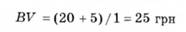 BV = (20 + 5) / 1 = 25 грн